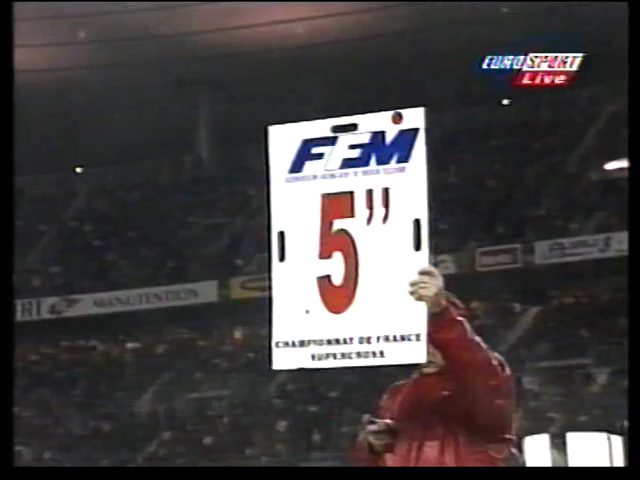 EUROSPORT
Live
FFM
5"
CHAMPIONNAT DE FRANCE
SUPERCROSS
MANUTENTION